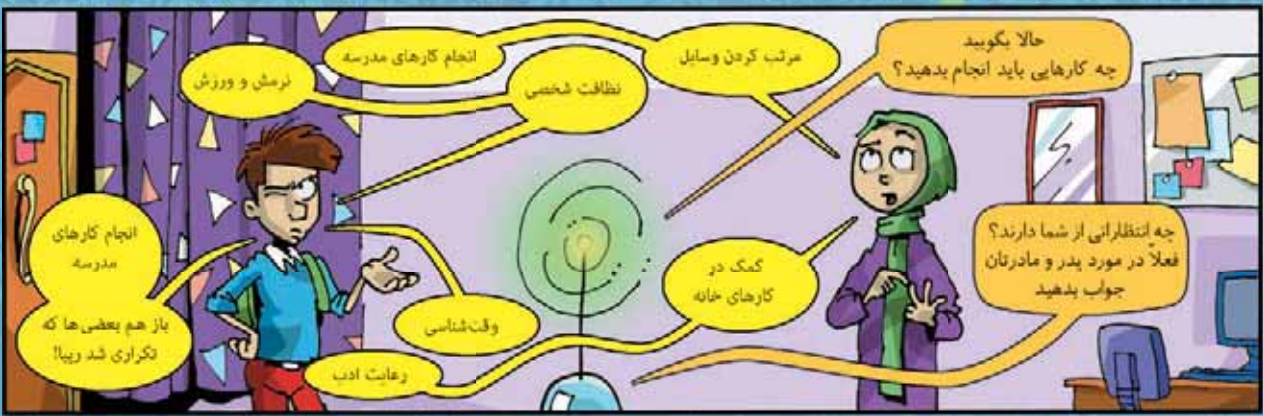 حالا بگویید
چه کارهایی باید انجام بدهید؟
مرتب کردن وسایل
انجام کارهای مدرسه
نظافت شخصی
نرمش و ورزش
چه انتظاراتی از شما دارند؟
فعلاً در مورد پدر و مادرتان
جواب بدهید
کمک در
کارهای خانه
رعایت ادب
وقت‌شناسی
انجام کارهای
مدرسه
باز هم بعضی‌ها که
تکراری شد ریپا!